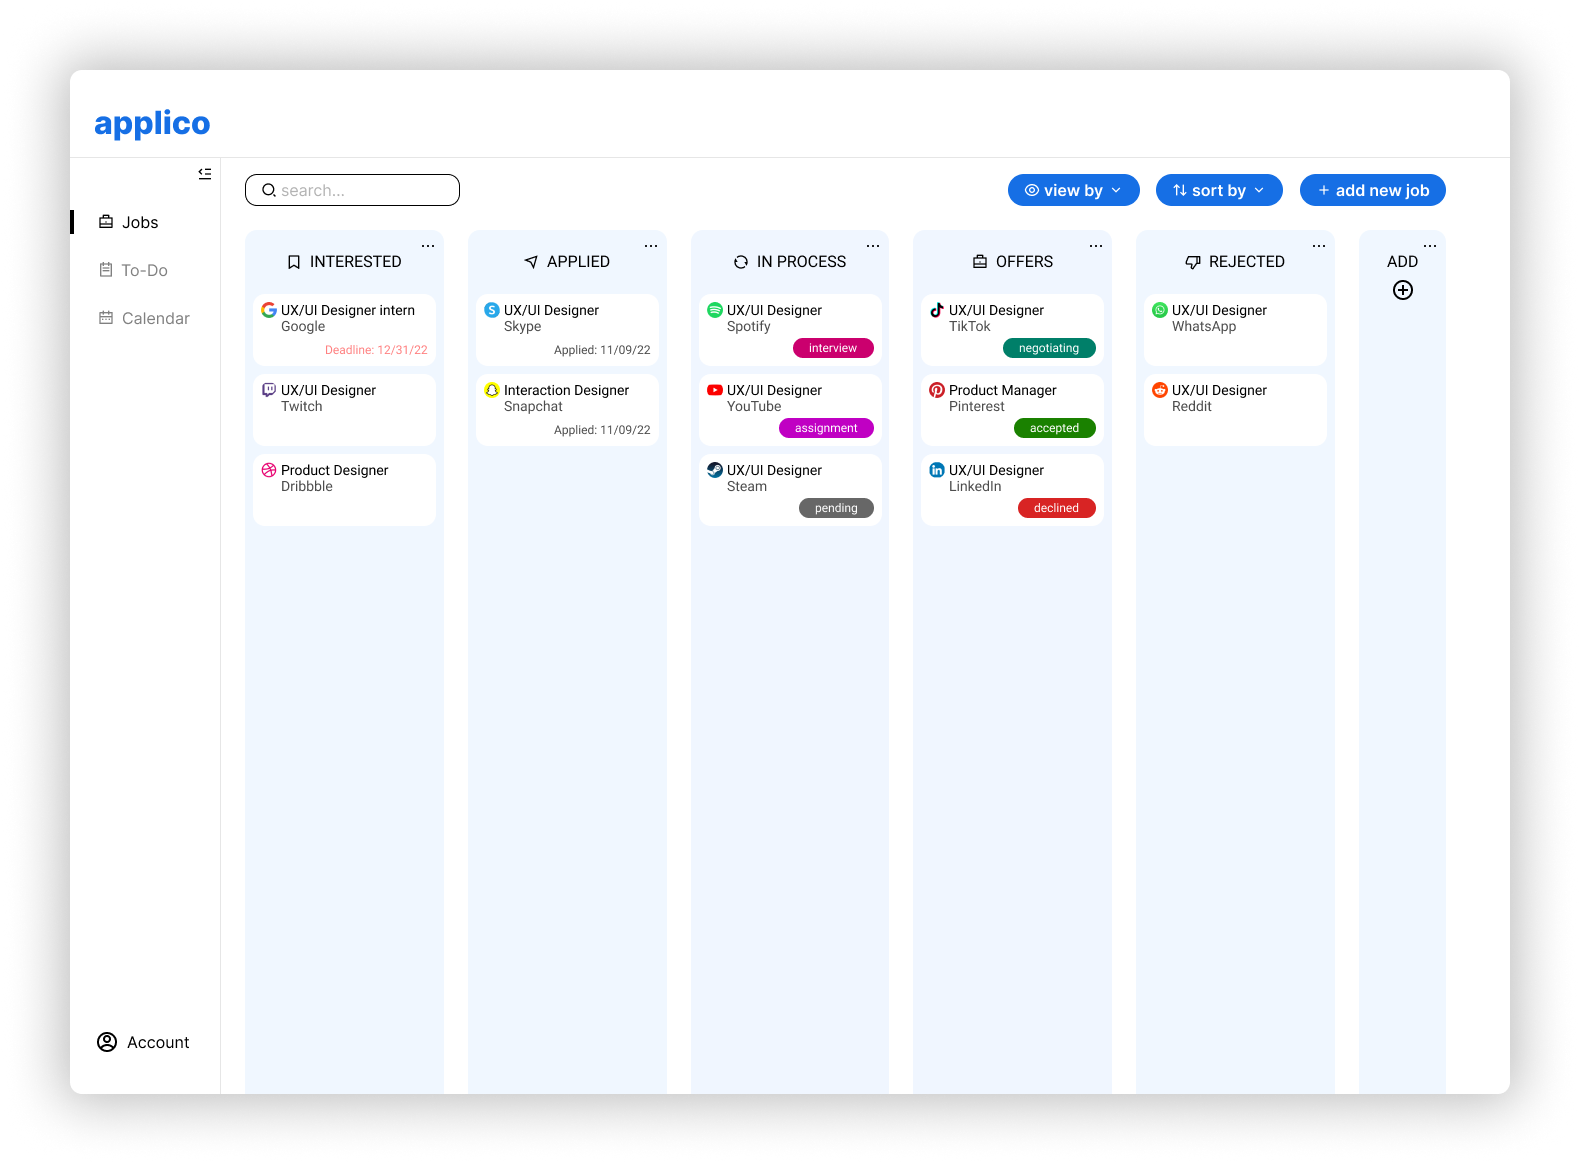 applico
search...
view by
sort by
add new job
Jobs
To-Do
Calendar
Account
INTERESTED
UX/UI Designer intern
Google
Deadline: 12/31/22
UX/UI Designer
Twitch
Product Designer
Dribbble
APPLIED
UX/UI Designer
Skype
Applied: 11/09/22
Interaction Designer
Snapchat
Applied: 11/09/22
IN PROCESS
UX/UI Designer
Spotify
interview
UX/UI Designer
YouTube
assignment
UX/UI Designer
Steam
pending
OFFERS
UX/UI Designer
TikTok
negotiating
Product Manager
Pinterest
accepted
UX/UI Designer
LinkedIn
declined
REJECTED
UX/UI Designer
WhatsApp
UX/UI Designer
Reddit
ADD